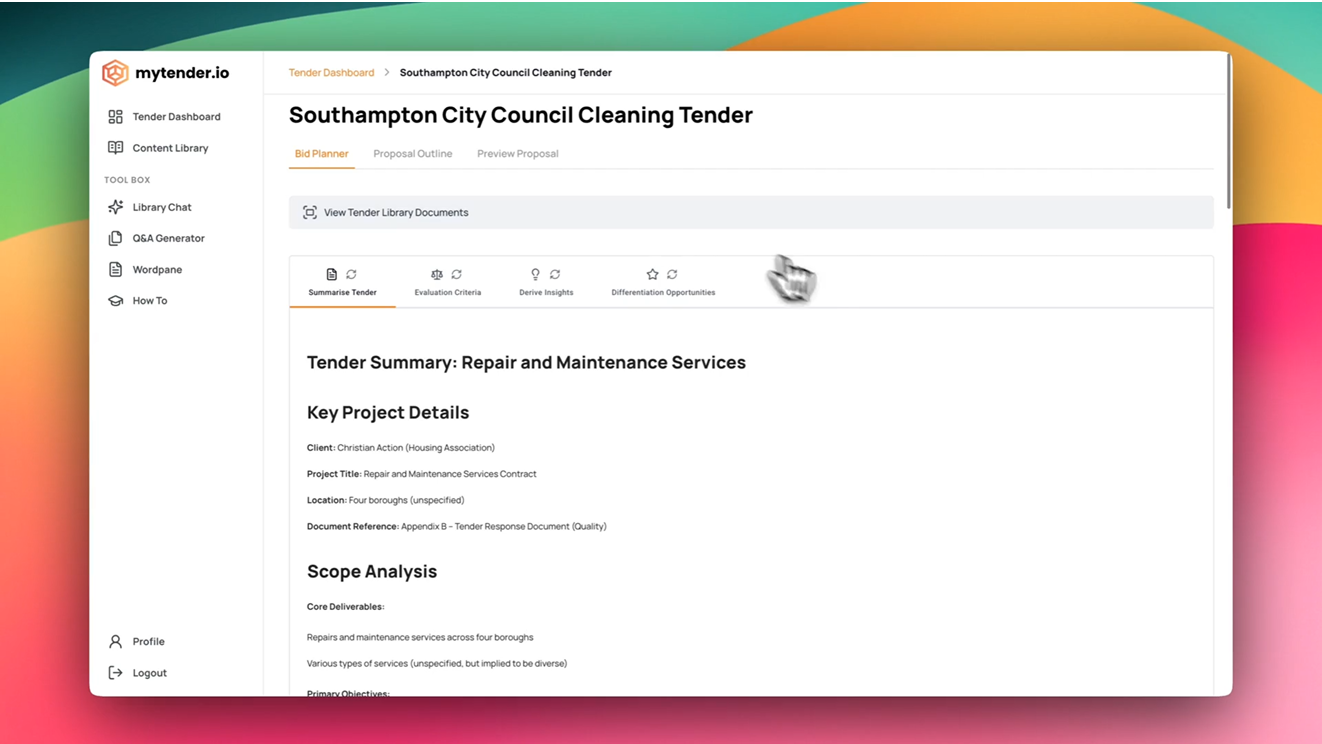 mytender.io
Tender Dashboard
Content Library
TOOL BOX
Library Chat
Q&A Generator
Wordpane
How To
Profile
Logout
Tender Dashboard > Southampton City Council Cleaning Tender
Southampton City Council Cleaning Tender
Bid Planner Proposal Outline Preview Proposal
View Tender Library Documents
Summarise Tender Evaluation Criteria Derive Insights Differentiation Opportunities
Tender Summary: Repair and Maintenance Services
Key Project Details
Client: Christian Action (Housing Association)
Project Title: Repair and Maintenance Services Contract
Location: Four boroughs (unspecified)
Document Reference: Appendix B – Tender Response Document (Quality)
Scope Analysis
Core Deliverables:
Repairs and maintenance services across four boroughs
Various types of services (unspecified, but implied to be diverse)
Primary Objectives: